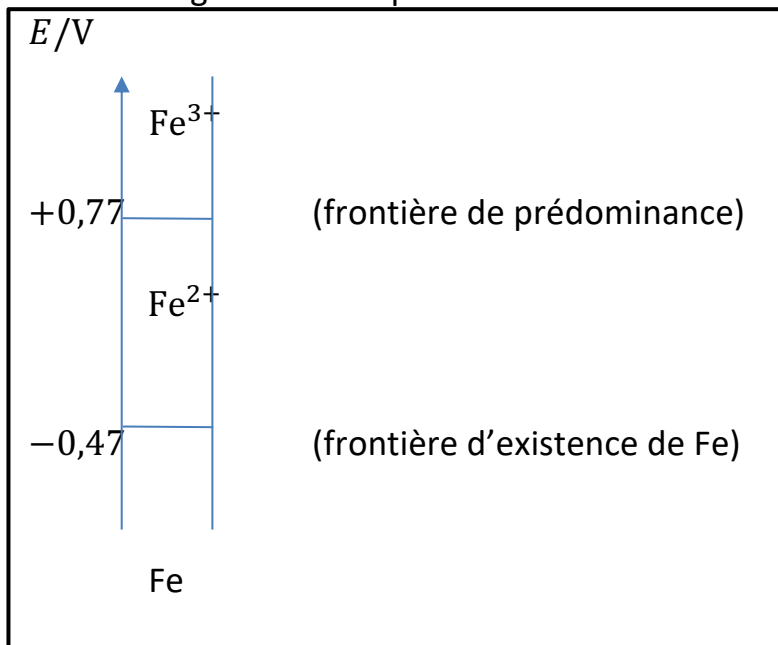 E/V
Fe³⁺
+0,77 (frontière de prédominance)
Fe²⁺
−0,47 (frontière d’existence de Fe)
Fe